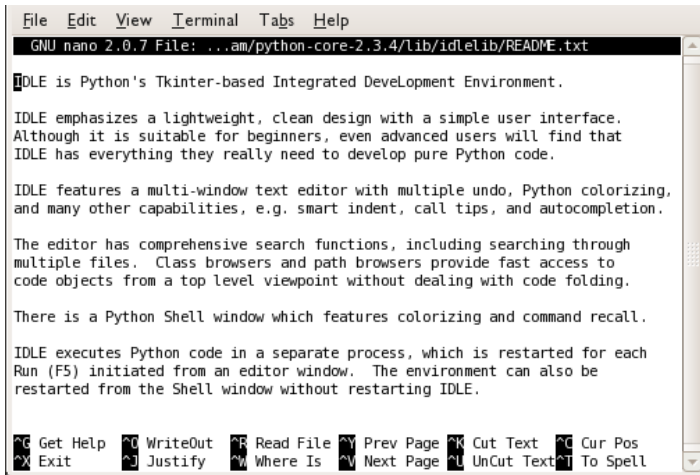 File Edit View Terminal Tabs Help
GNU nano 2.0.7 File: ...am/python-core-2.3.4/lib/idlelib/README.txt
IDLE is Python's Tkinter-based Integrated DeveLopment Environment.
IDLE emphasizes a lightweight, clean design with a simple user interface.
Although it is suitable for beginners, even advanced users will find that
IDLE has everything they really need to develop pure Python code.
IDLE features a multi-window text editor with multiple undo, Python colorizing,
and many other capabilities, e.g. smart indent, call tips, and autocompletion.
The editor has comprehensive search functions, including searching through
multiple files.  Class browsers and path browsers provide fast access to
code objects from a top level viewpoint without dealing with code folding.
There is a Python Shell window which features colorizing and command recall.
IDLE executes Python code in a separate process, which is restarted for each
Run (F5) initiated from an editor window.  The environment can also be
restarted from the Shell window without restarting IDLE.
^G Get Help ^O WriteOut ^R Read File ^Y Prev Page ^K Cut Text ^C Cur Pos
^X Exit ^J Justify ^W Where Is ^V Next Page ^U UnCut Text ^T To Spell